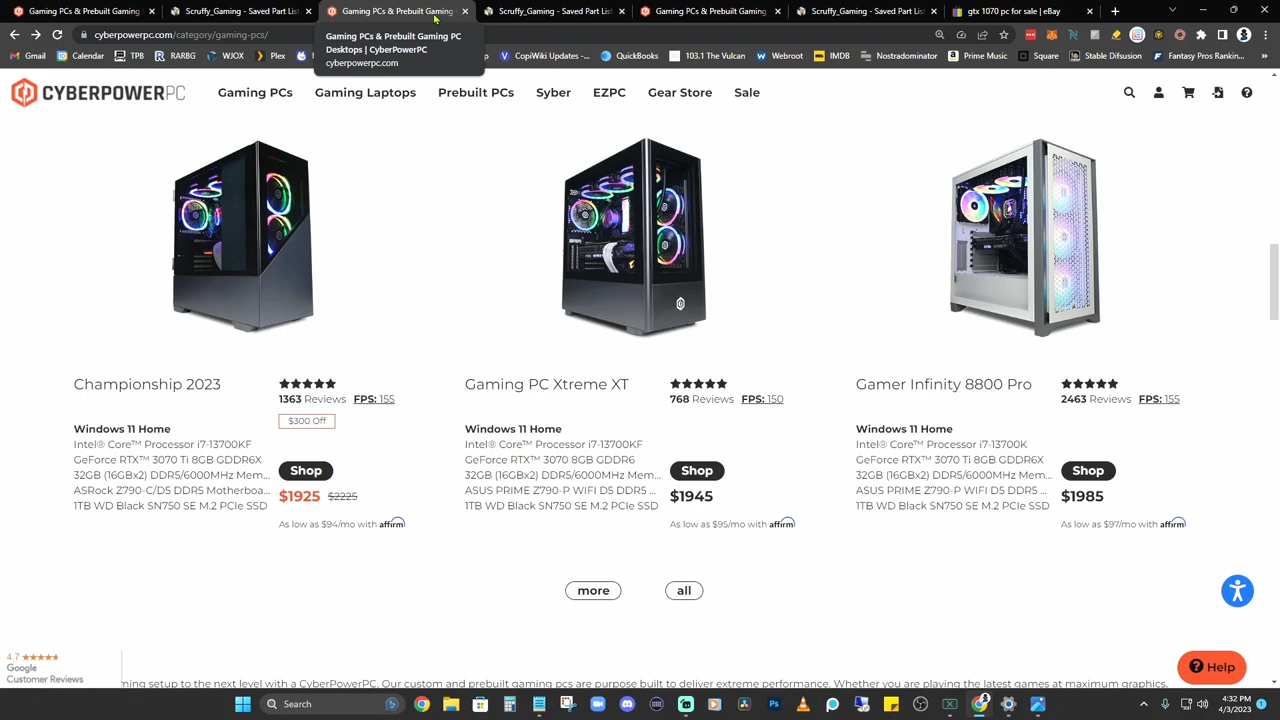 Gaming PCs & Prebuilt Gaming
Scruffy_Gaming - Saved Part Lis
Gaming PCs & Prebuilt Gaming
Scruffy_Gaming - Saved Part Lis
Gaming PCs & Prebuilt Gaming
Scruffy_Gaming - Saved Part Lis
gtx 1070 pc for sale | eBay
cyberpowerpc.com/category/gaming-pcs/
Gmail
Calendar
TPB
RARBG
WJOX
Plex
CopiWiki Updates -...
QuickBooks
103.1 The Vulcan
Webtor
IMDB
Nostradominator
Amazon Prime
Prime Music
Amazon
Scuffed Sim Stats -...
Fantasy Pros Rankin...
Gaming PCs & Prebuilt Gaming PC
Desktops | CyberPowerPC
cyberpowerpc.com
CYBERPOWERPC
Gaming PCs
Gaming Laptops
Prebuilt PCs
Syber
EZPC
Gear Store
Sale
Championship 2023
1363 Reviews FPS: 155
$300 Off
Windows 11 Home
Intel® Core™ Processor i7-13700KF
GeForce RTX™ 3070 Ti 8GB GDDR6X
32GB (16GBx2) DDR5/6000MHz Mem...
ASRock Z790-C/D5 DDR5 Motherboa...
1TB WD Black SN750 SE M.2 PCIe SSD
Shop
$1925 $2225
As low as $94/mo with affirm
Gaming PC Xtreme XT
768 Reviews FPS: 150
Windows 11 Home
Intel® Core™ Processor i7-13700KF
GeForce RTX™ 3070 8GB GDDR6
32GB (16GBx2) DDR5/6000MHz Mem...
ASUS PRIME Z790-P WIFI D5 DDR5 ...
1TB WD Black SN750 SE M.2 PCIe SSD
Shop
$1945
As low as $95/mo with affirm
Gamer Infinity 8800 Pro
2463 Reviews FPS: 155
Windows 11 Home
Intel® Core™ Processor i7-13700K
GeForce RTX™ 3070 Ti 8GB GDDR6X
32GB (16GBx2) DDR5/6000MHz Mem...
ASUS PRIME Z790-P WIFI D5 DDR5 ...
1TB WD Black SN750 SE M.2 PCIe SSD
Shop
$1985
As low as $97/mo with affirm
more
all
4.7
Google
Customer Reviews
ming setup to the next level with a CyberPowerPC. Our custom and prebuilt gaming pcs are purpose built to deliver extreme performance. Whether you are playing the latest games at maximum graphics,
Help
Search
4:32 PM
4/3/2023